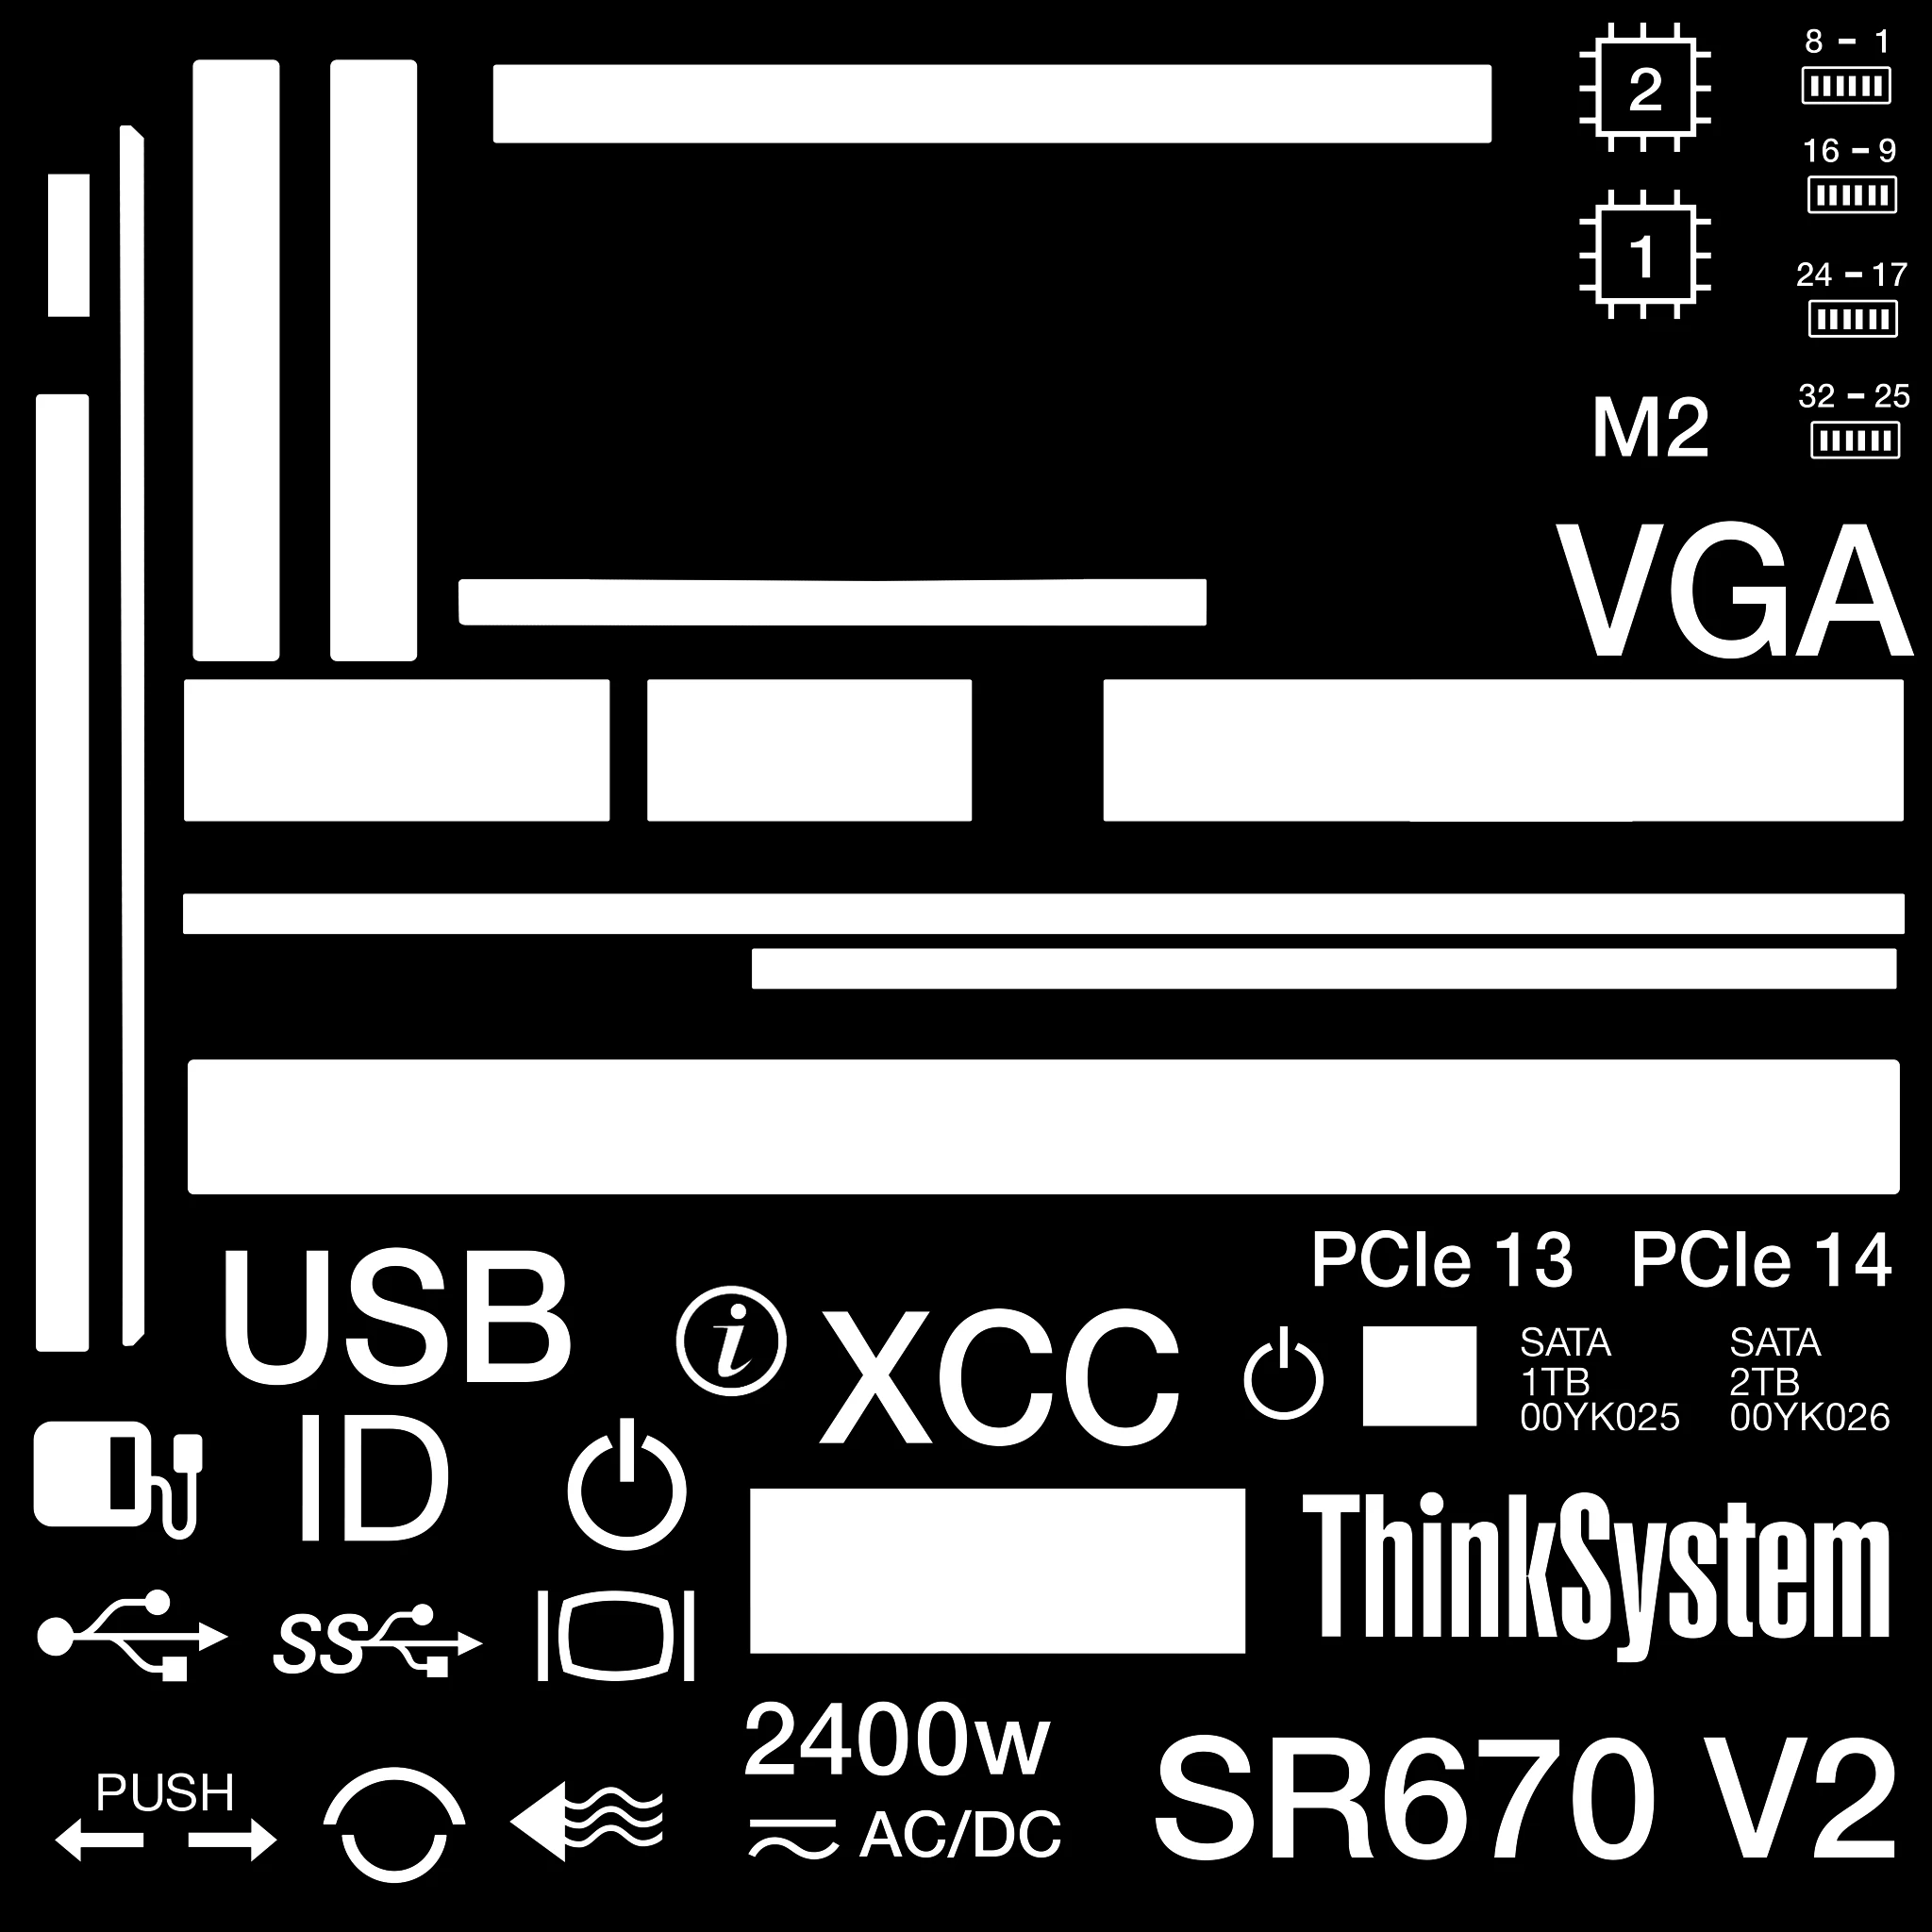 2
8 - 1
16 - 9
1
24 - 17
32 - 25
M2
VGA
PCIe 13 PCIe 14
USB
i
XCC
SATA
1TB
00YK025
SATA
2TB
00YK026
ID
ThinkSystem
SS
2400w
SR670 V2
PUSH
AC/DC